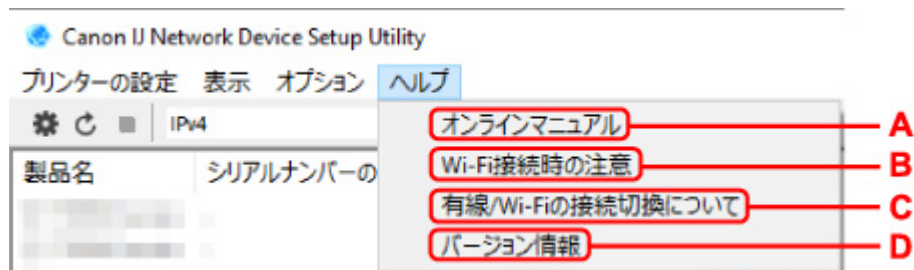 Canon IJ Network Device Setup Utility
プリンターの設定 表示 オプション ヘルプ
IPv4
オンラインマニュアル A
製品名 シリアルナンバーの Wi-Fi接続時の注意 B
有線/Wi-Fiの接続切換について C
バージョン情報 D